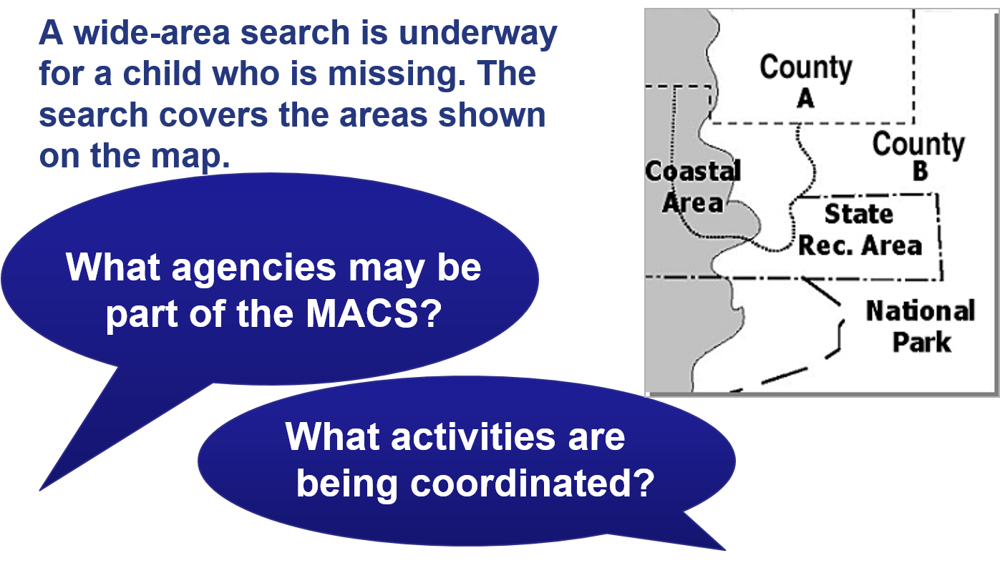 A wide-area search is underway
for a child who is missing. The
search covers the areas shown
on the map.
What agencies may be
part of the MACS?
What activities are
being coordinated?
County
A
County
B
Coastal
Area
State
Rec. Area
National
Park